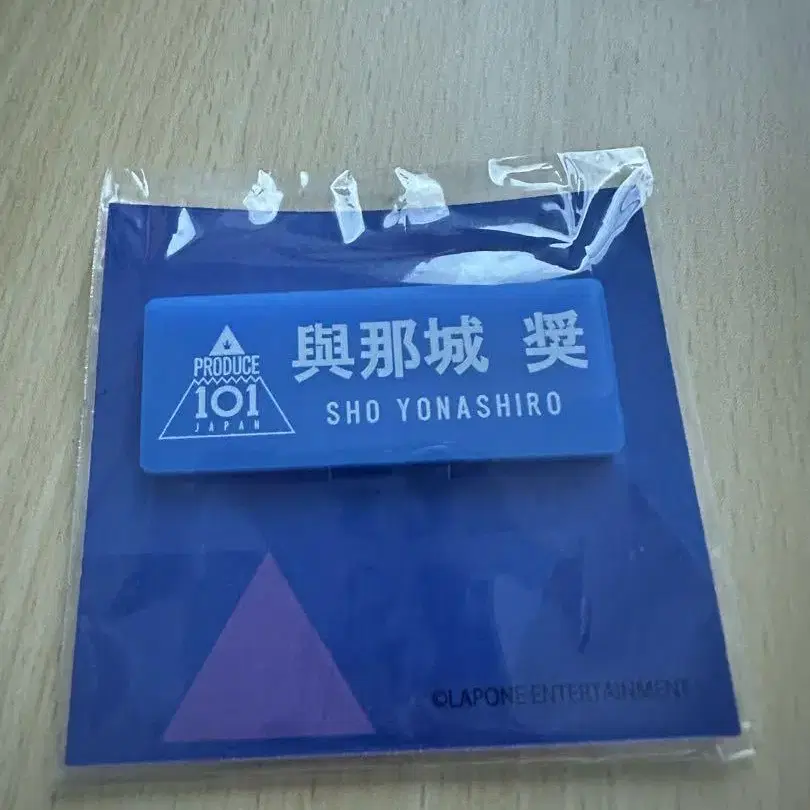 PRODUCE
101
JAPAN
與那城 奨
SHO YONASHIRO
©LAPONE ENTERTAINMENT